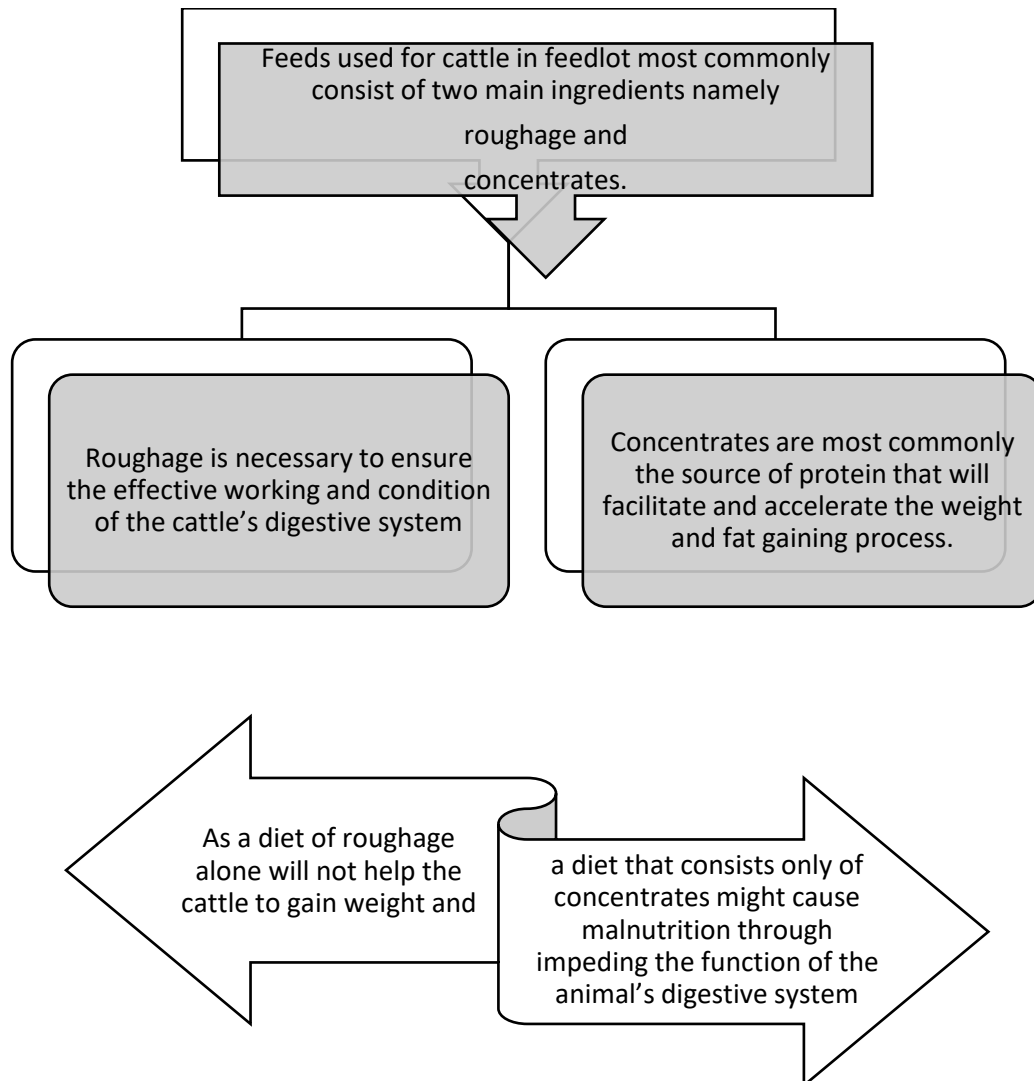 Feeds used for cattle in feedlot most commonly
consist of two main ingredients namely
roughage and
concentrates.
Roughage is necessary to ensure
the effective working and condition
of the cattle’s digestive system
Concentrates are most commonly
the source of protein that will
facilitate and accelerate the weight
and fat gaining process.
As a diet of roughage
alone will not help the
cattle to gain weight and
a diet that consists only of
concentrates might cause
malnutrition through
impeding the function of the
animal’s digestive system